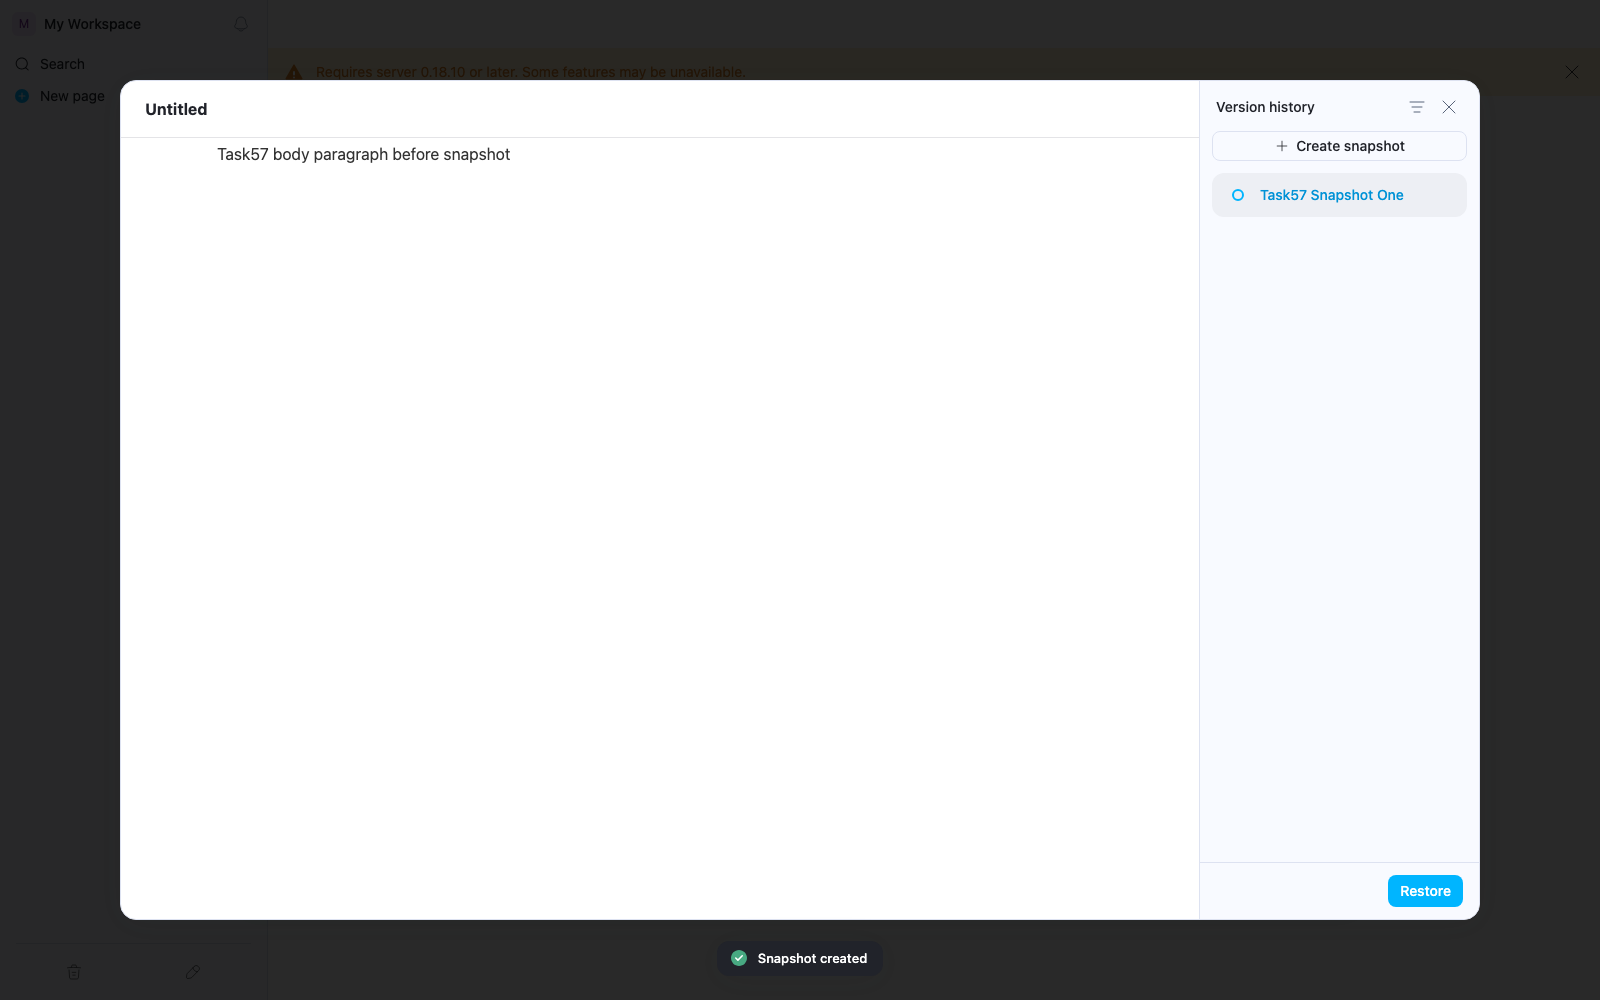 M My Workspace
Search
New page
Requires server 0.18.10 or later. Some features may be unavailable.
Untitled
Task57 body paragraph before snapshot
Version history
Create snapshot
Task57 Snapshot One
Restore
Snapshot created